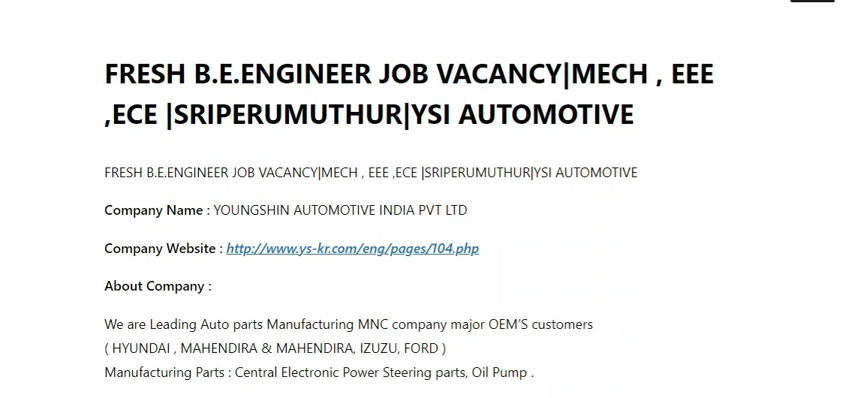 FRESH B.E.ENGINEER JOB VACANCY|MECH , EEE
,ECE |SRIPERUMUTHUR|YSI AUTOMOTIVE
FRESH B.E.ENGINEER JOB VACANCY|MECH , EEE ,ECE |SRIPERUMUTHUR|YSI AUTOMOTIVE
Company Name : YOUNGSHIN AUTOMOTIVE INDIA PVT LTD
Company Website : http://www.ys-kr.com/eng/pages/104.php
About Company :
We are Leading Auto parts Manufacturing MNC company major OEM’S customers
( HYUNDAI , MAHENDIRA & MAHENDIRA, IZUZU, FORD )
Manufacturing Parts : Central Electronic Power Steering parts, Oil Pump .